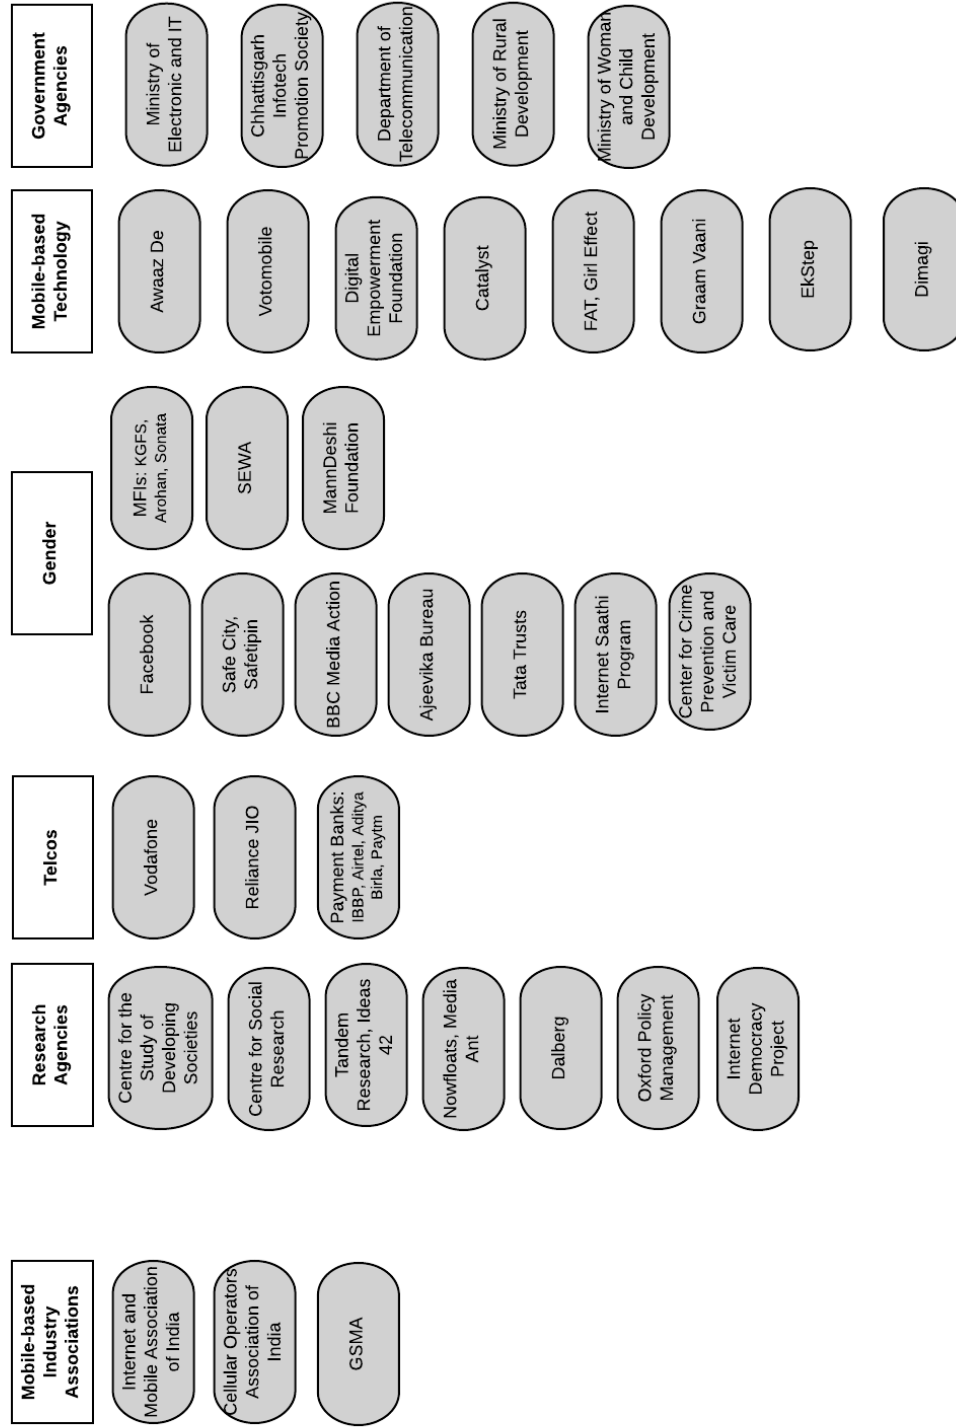 Mobile-based
Industry
Associations
Internet and
Mobile Association
of India
Cellular Operators
Association of
India
GSMA
Research
Agencies
Centre for the
Study of
Developing
Societies
Centre for Social
Research
Tandem
Research, Ideas
42
Nowfloats, Media
Ant
Dalberg
Oxford Policy
Management
Internet
Democracy
Project
Telcos
Vodafone
Reliance JIO
Payment Banks:
IBBP, Airtel, Aditya
Birla, Paytm
Gender
Facebook
Safe City,
Safetipin
BBC Media Action
Ajeevika Bureau
Tata Trusts
Internet Saathi
Program
Center for Crime
Prevention and
Victim Care
MFIs: KGFS,
Arohan, Sonata
SEWA
MannDeshi
Foundation
Mobile-based
Technology
Awaaz De
Votomobile
Digital
Empowerment
Foundation
Catalyst
FAT, Girl Effect
Graam Vaani
EkStep
Dimagi
Government
Agencies
Ministry of
Electronic and IT
Chhattisgarh
Infotech
Promotion Society
Department of
Telecommunication
Ministry of Rural
Development
Ministry of Woman
and Child
Development